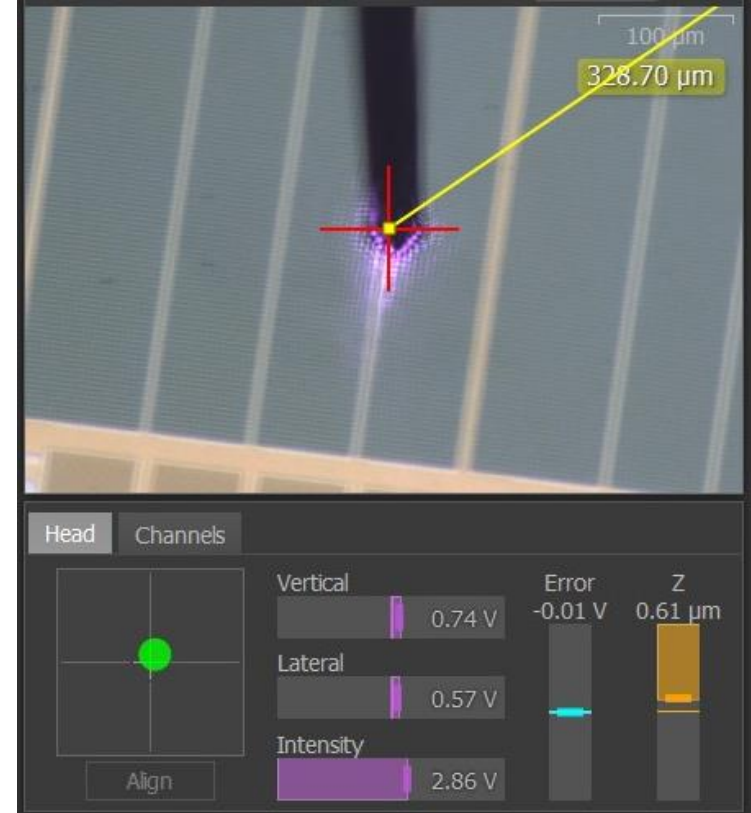 100 µm
328.70 µm
Head Channels
Vertical
0.74 V
Lateral
0.57 V
Intensity
2.86 V
Align
Error Z
-0.01 V 0.61 µm